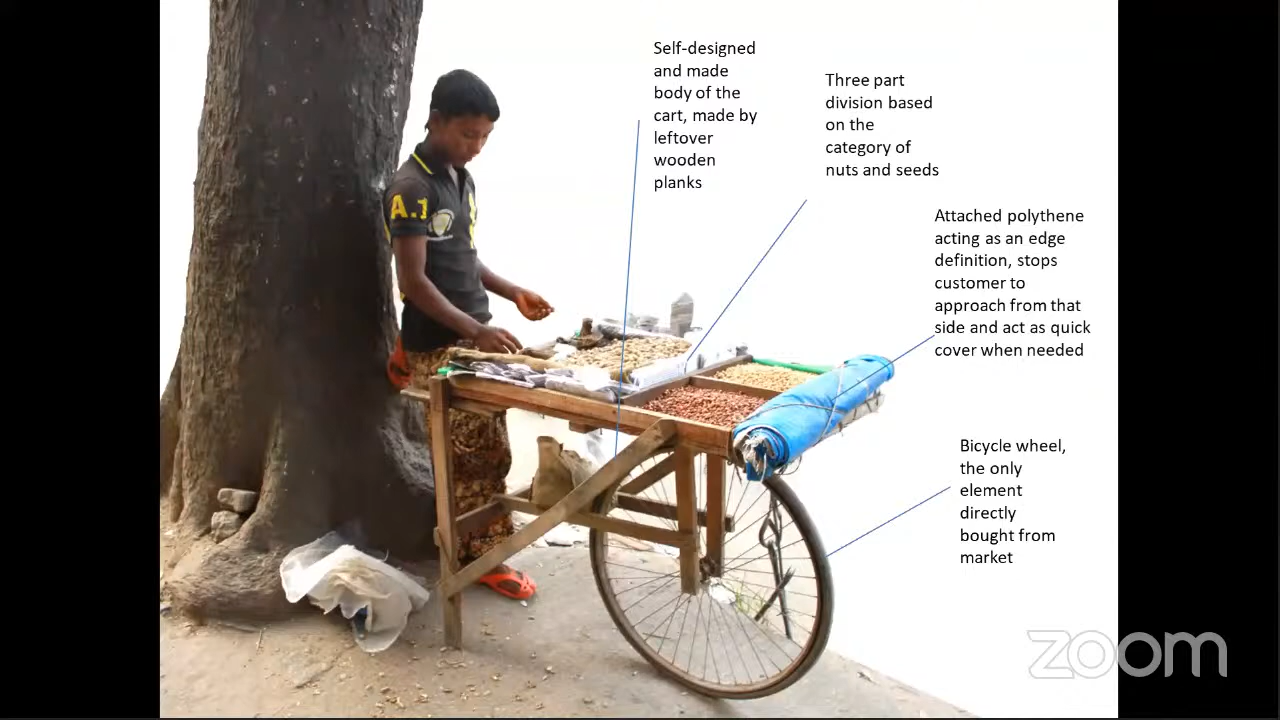 Self-designed
and made
body of the
cart, made by
leftover
wooden
planks
Three part
division based
on the
category of
nuts and seeds
Attached polythene
acting as an edge
definition, stops
customer to
approach from that
side and act as quick
cover when needed
Bicycle wheel,
the only
element
directly
bought from
market
A.1
zoom